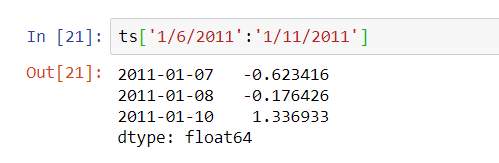 In [21]: ts['1/6/2011':'1/11/2011']
Out[21]: 2011-01-07   -0.623416
2011-01-08   -0.176426
2011-01-10    1.336933
dtype: float64